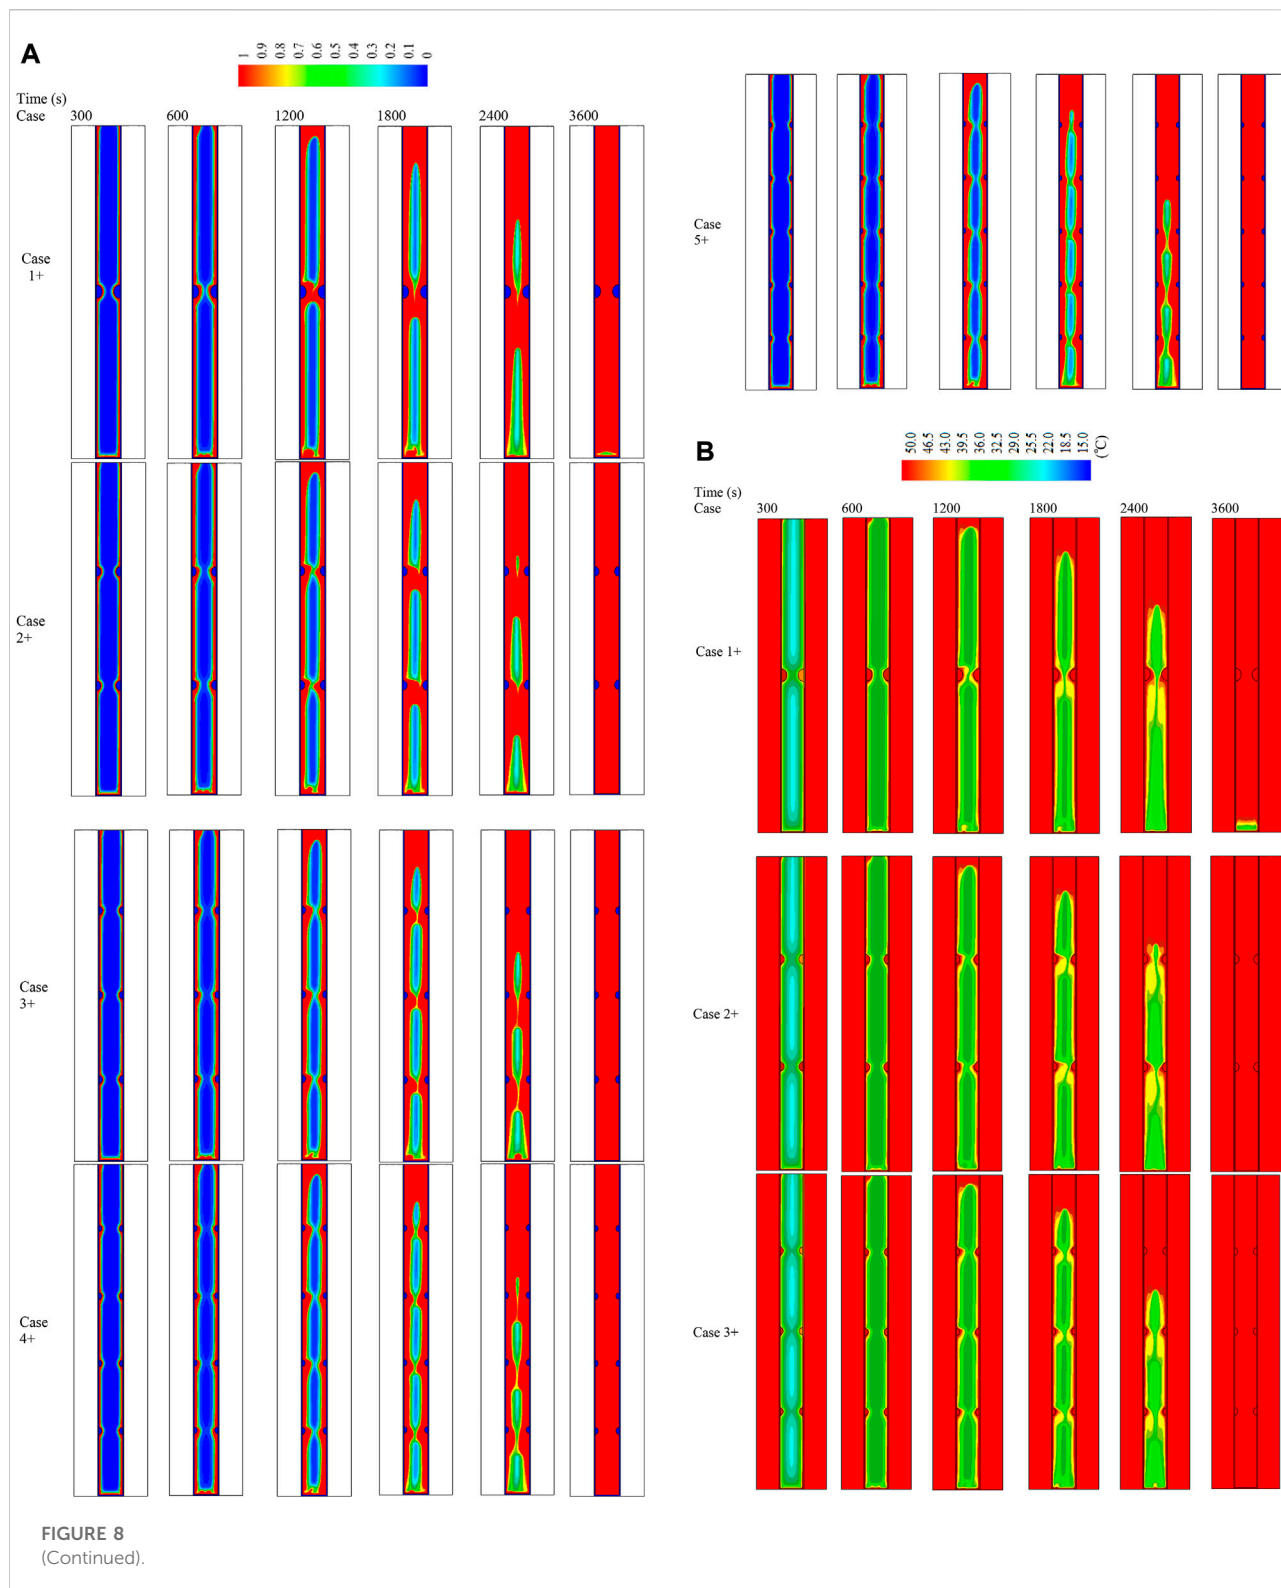 A
1
0.9
0.8
0.7
0.6
0.5
0.4
0.3
0.2
0.1
0
Time (s)
Case
300
600
1200
1800
2400
3600
Case
1+
Case
2+
Case
3+
Case
4+
Case
5+
B
50.0
46.5
43.0
39.5
36.0
32.5
29.0
25.5
22.0
18.5
15.0
(℃)
Time (s)
Case
300
600
1200
1800
2400
3600
Case 1+
Case 2+
Case 3+
FIGURE 8
(Continued).